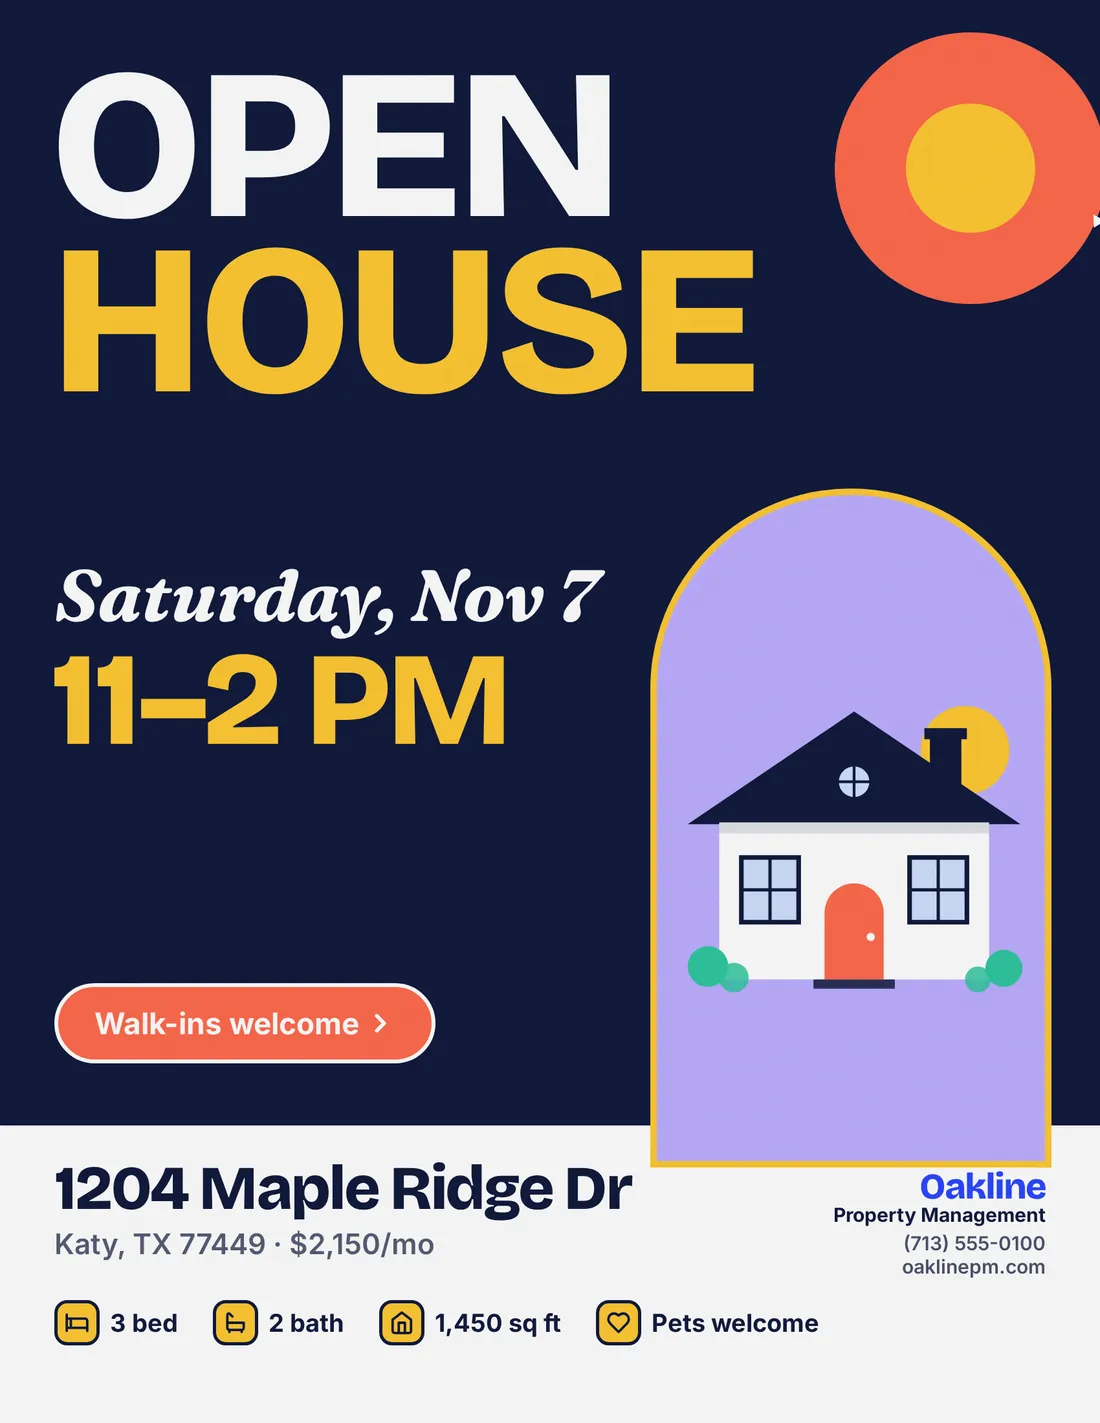 OPEN
HOUSE
Saturday, Nov 7
11–2 PM
Walk-ins welcome
1204 Maple Ridge Dr
Katy, TX 77449 · $2,150/mo
3 bed
2 bath
1,450 sq ft
Pets welcome
Oakline
Property Management
(713) 555-0100
oaklinepm.com